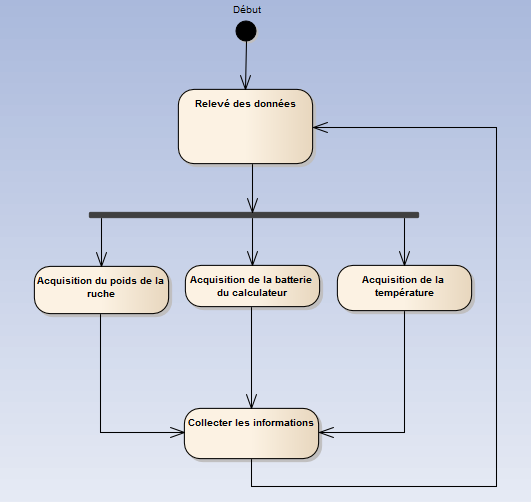 Début
Relevé des données
Acquisition du poids de la
ruche
Acquisition de la batterie
du calculateur
Acquisition de la
température
Collecter les informations